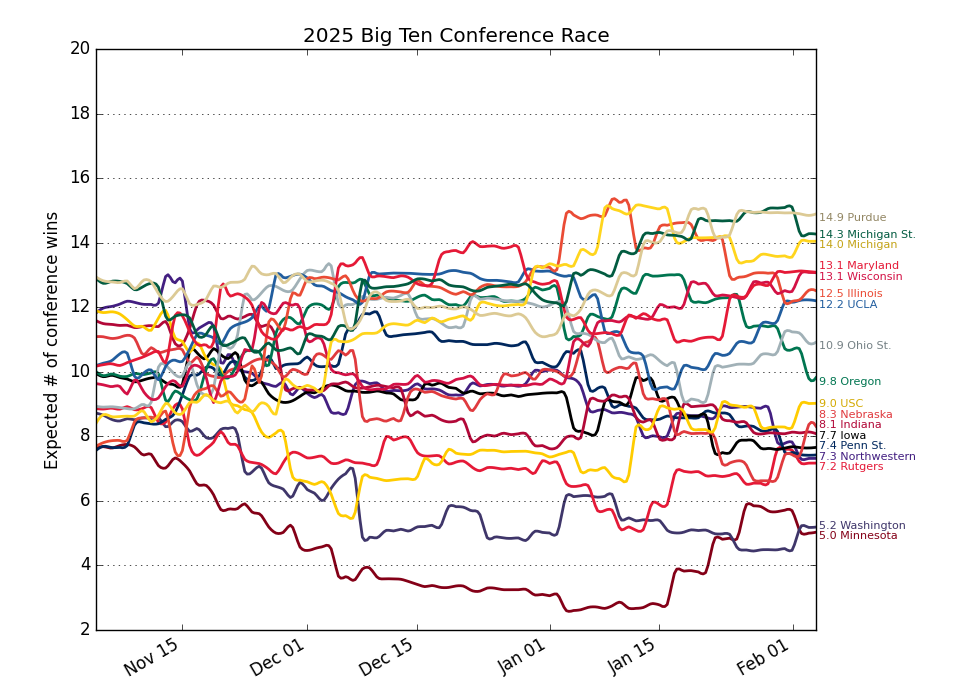 2025 Big Ten Conference Race
Expected # of conference wins
20
18
16
14
12
10
8
6
4
2
Nov 15
Dec 01
Dec 15
Jan 01
Jan 15
Feb 01
14.9 Purdue
14.3 Michigan St.
14.0 Michigan
13.1 Maryland
13.1 Wisconsin
12.5 Illinois
12.2 UCLA
10.9 Ohio St.
9.8 Oregon
9.0 USC
8.3 Nebraska
8.1 Indiana
7.7 Iowa
7.4 Penn St.
7.3 Northwestern
7.2 Rutgers
5.2 Washington
5.0 Minnesota